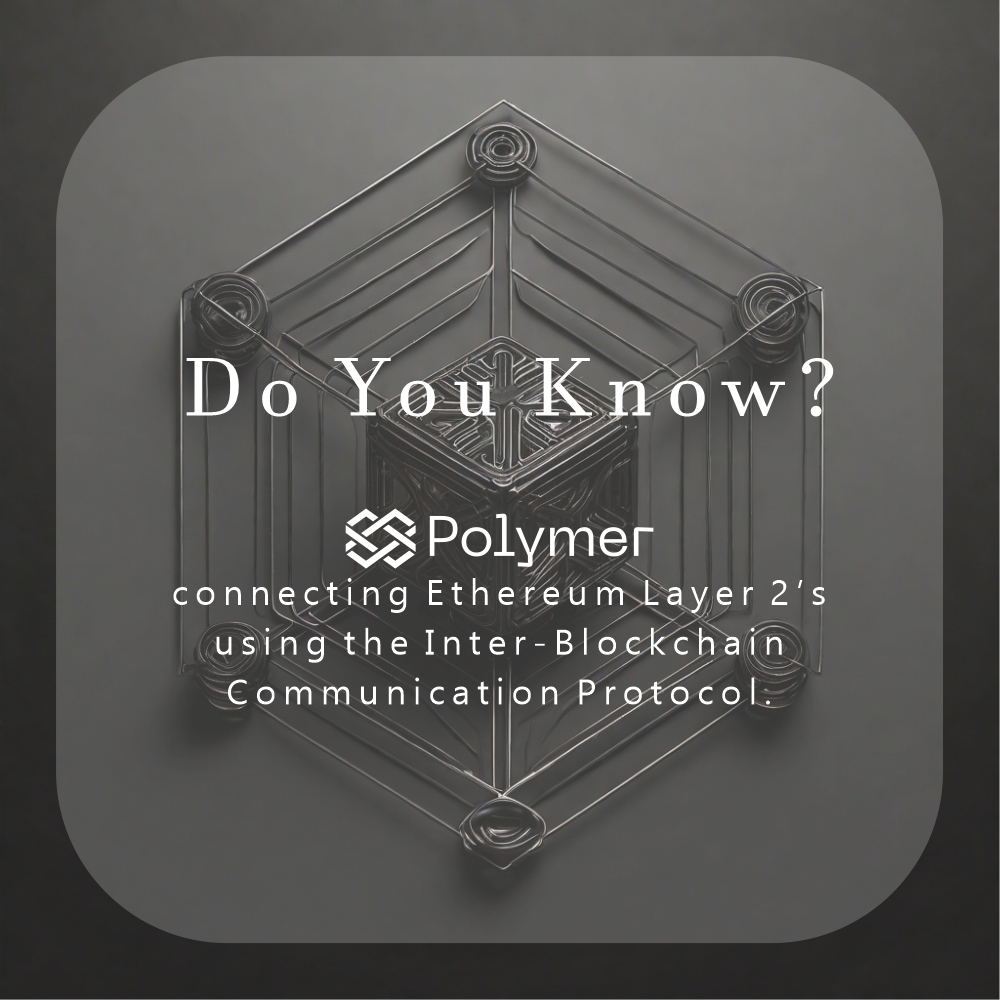 Do You Know?
Polymer
connecting Ethereum Layer 2’s
using the Inter-Blockchain
Communication Protocol.